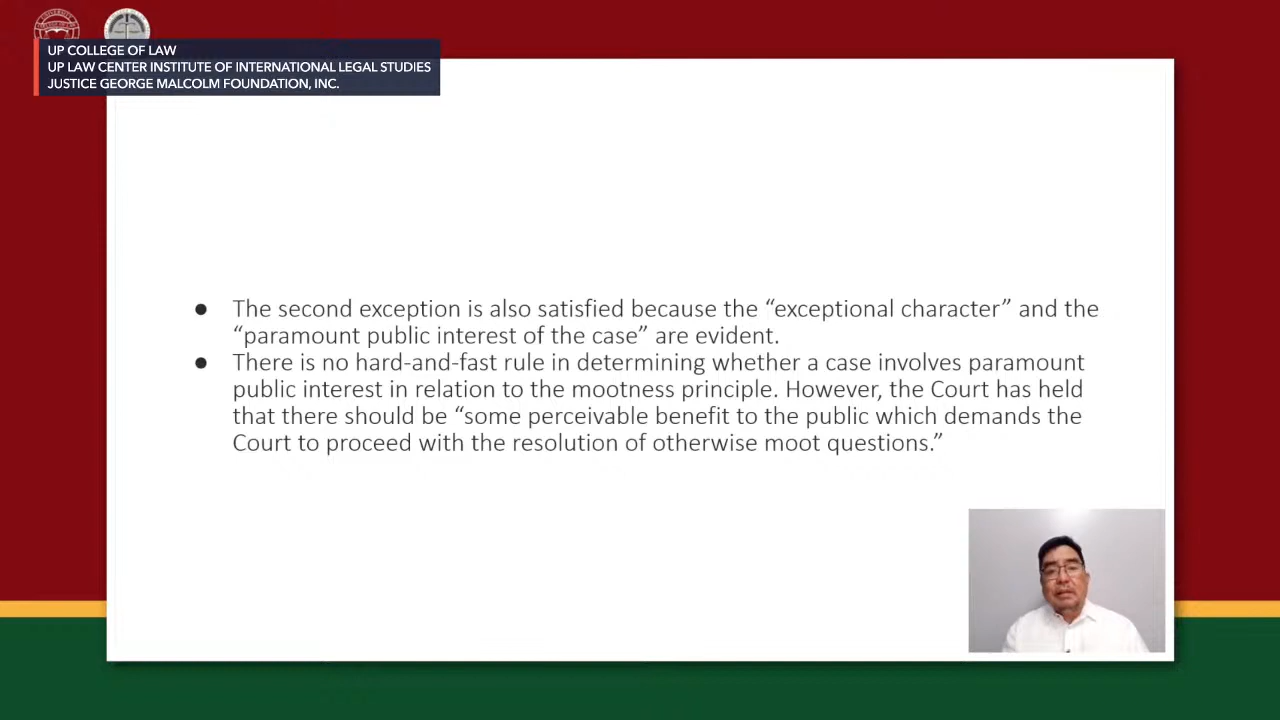 UP COLLEGE OF LAW
UP LAW CENTER INSTITUTE OF INTERNATIONAL LEGAL STUDIES
JUSTICE GEORGE MALCOLM FOUNDATION, INC.
● The second exception is also satisfied because the “exceptional character” and the
“paramount public interest of the case” are evident.
● There is no hard-and-fast rule in determining whether a case involves paramount
public interest in relation to the mootness principle. However, the Court has held
that there should be “some perceivable benefit to the public which demands the
Court to proceed with the resolution of otherwise moot questions.”